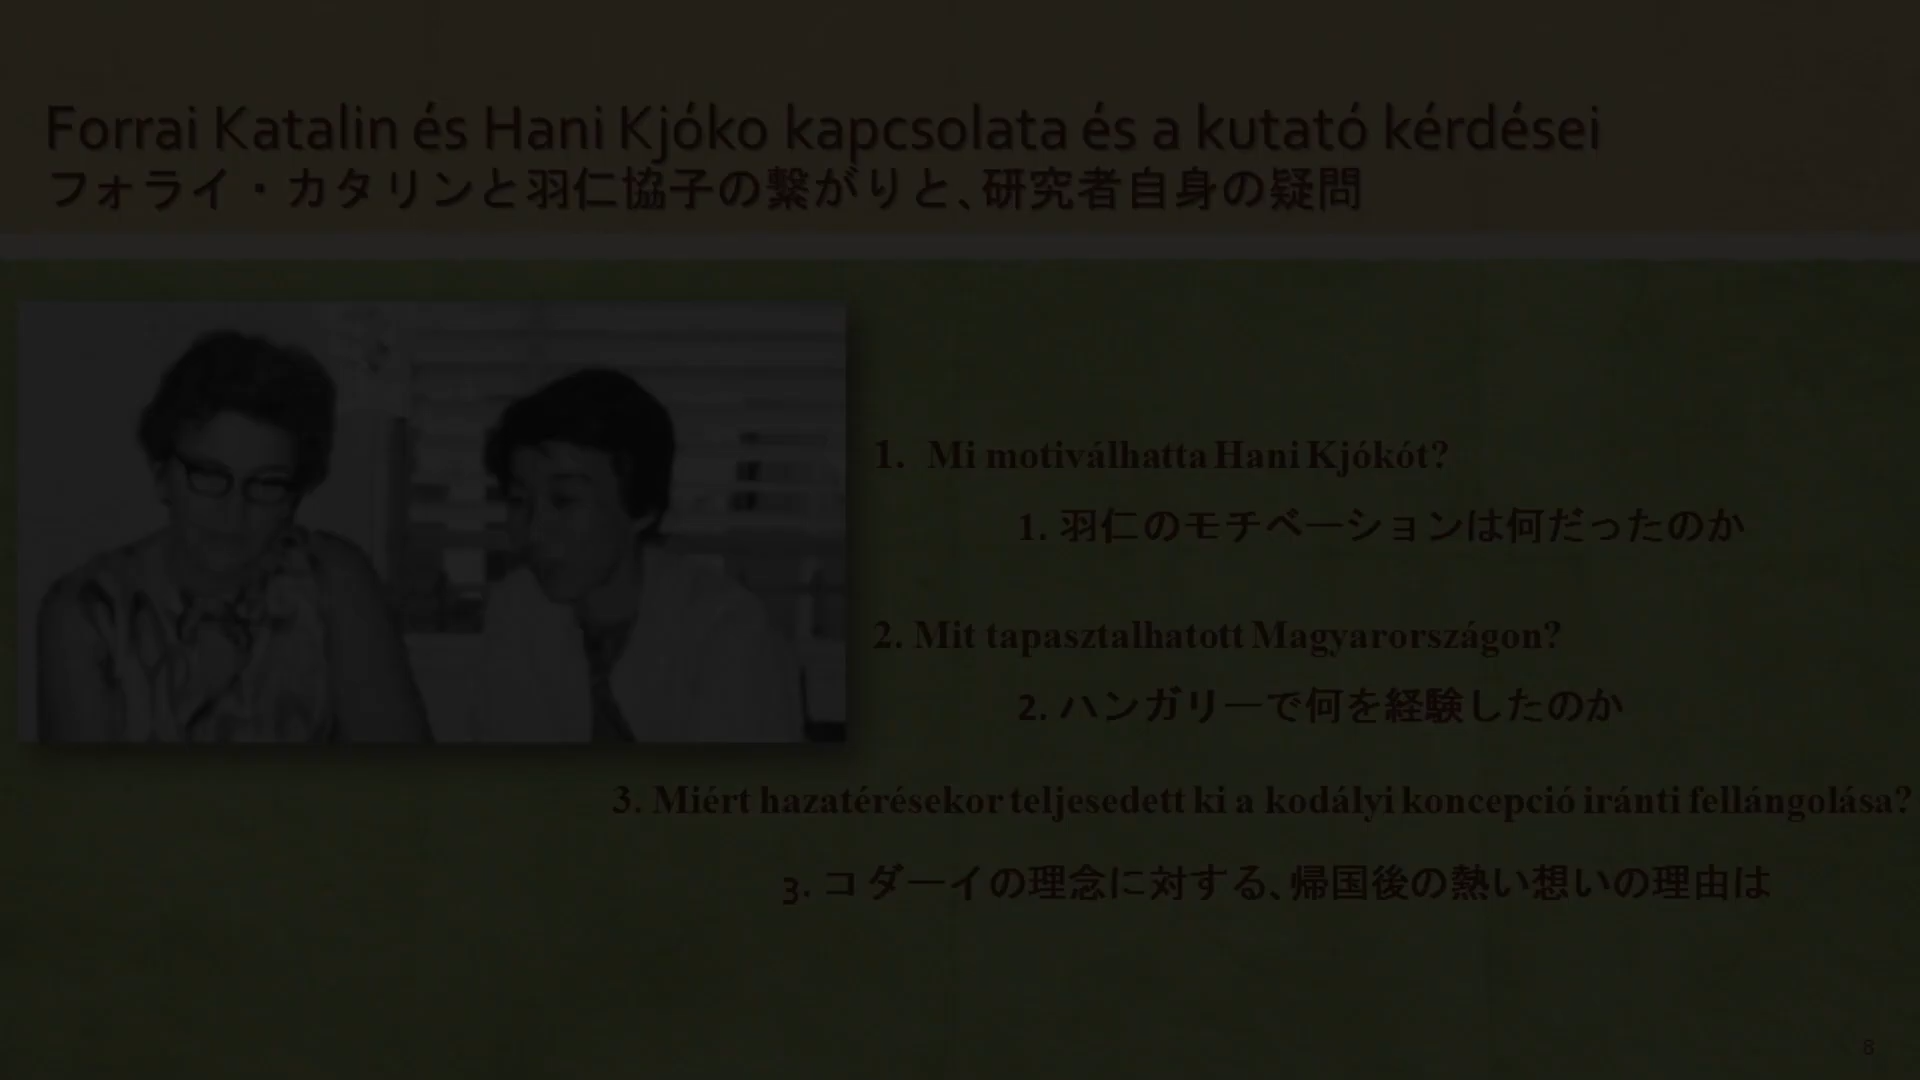 Forrai Katalin és Hani Kjóko kapcsolata és a kutató kérdései
フォライ・カタリンと羽仁協子の繋がりと、研究者自身の疑問
1. Mi motiválhatta Hani Kjókót?
1. 羽仁のモチベーションは何だったのか
2. Mit tapasztalhatott Magyarországon?
2. ハンガリーで何を経験したのか
3. Miért hazatérésekor teljesedett ki a kodályi koncepció iránti fellángolása?
3. コダーイの理念に対する、帰国後の熱い想いの理由は
8